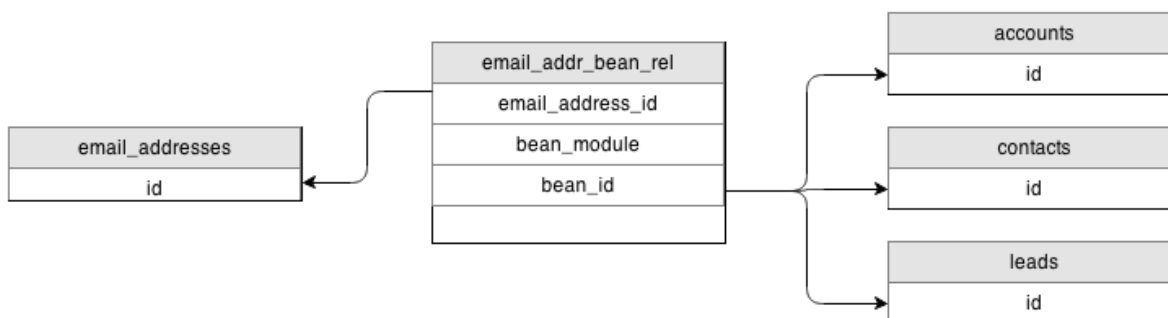 email_addresses
id
email_addr_bean_rel
email_address_id
bean_module
bean_id
accounts
id
contacts
id
leads
id